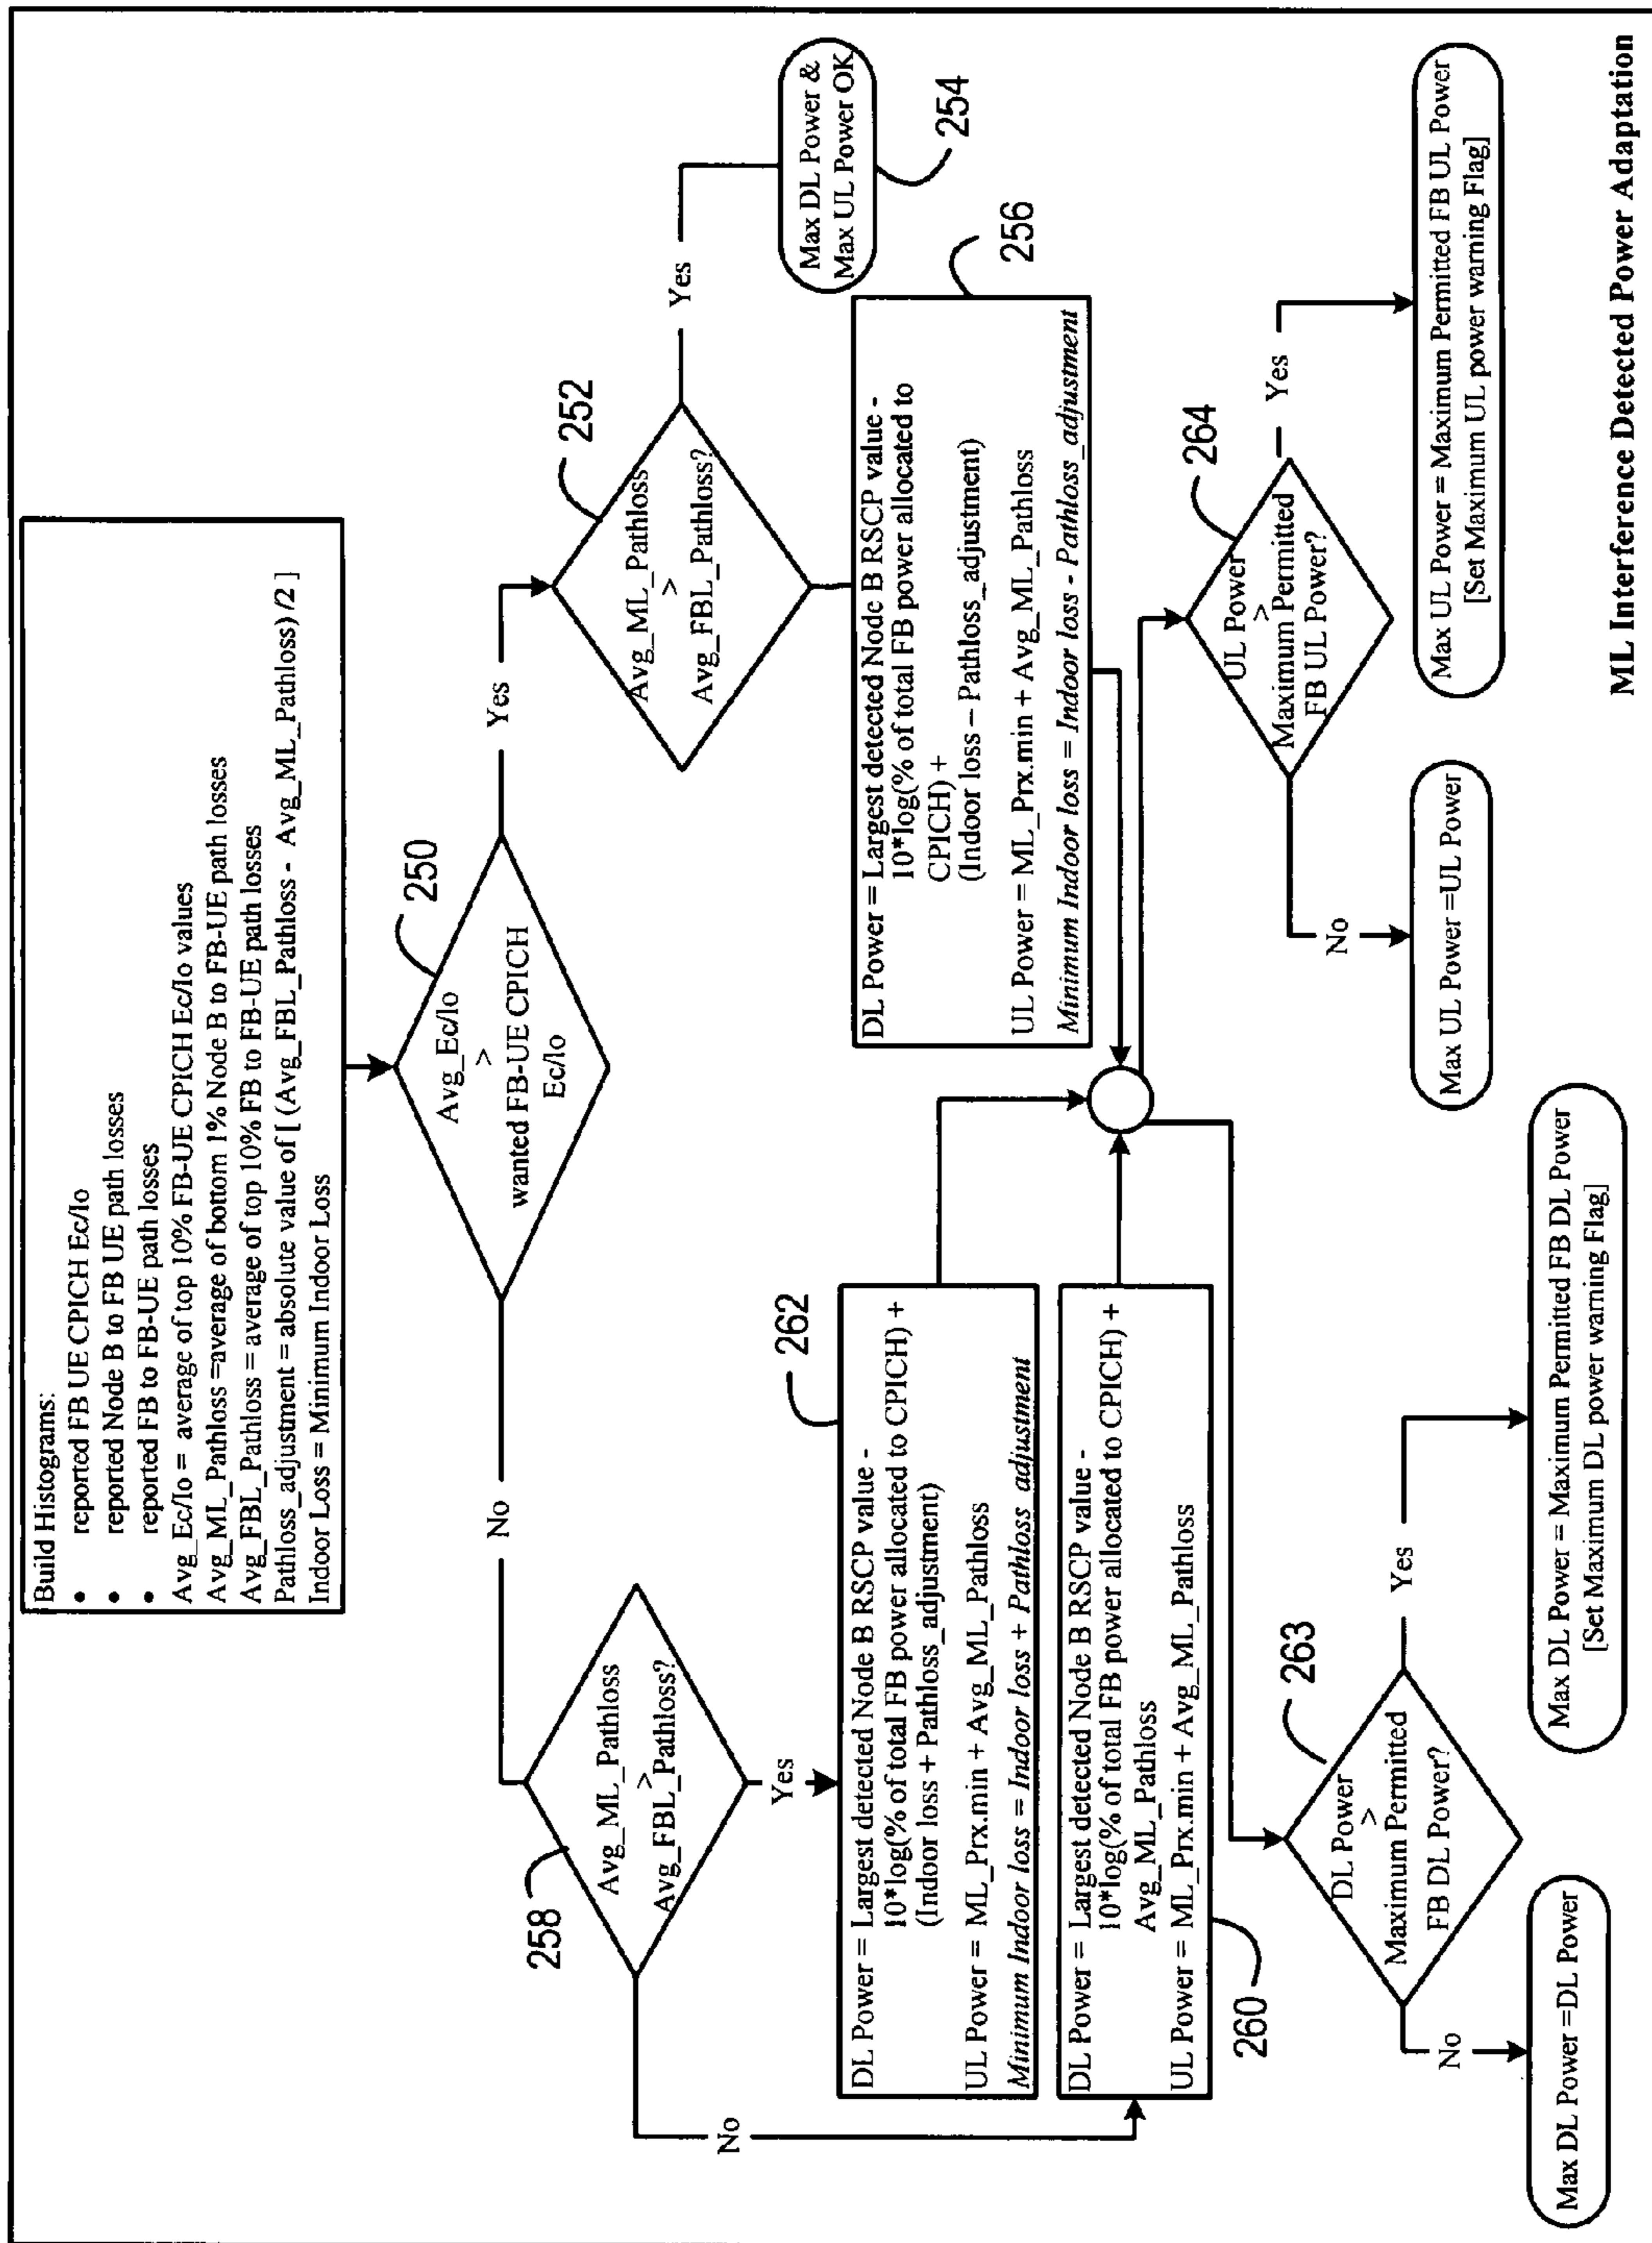 Build Histograms:
• reported FB UE CPICH Ec/Io
• reported Node B to FB UE path losses
• reported FB to FB-UE path losses
Avg_Ec/Io = average of top 10% FB-UE CPICH Ec/Io values
Avg_ML_Pathloss =average of bottom 1% Node B to FB-UE path losses
Avg_FBL_Pathloss = average of top 10% FB to FB-UE path losses
Pathloss_adjustment = absolute value of [ (Avg_FBL_Pathloss - Avg_ML_Pathloss) /2 ]
Indoor Loss = Minimum Indoor Loss
250
Avg_Ec/Io
>
wanted FB-UE CPICH
Ec/Io
No
Yes
258
Avg_ML_Pathloss
>
Avg_FBL_Pathloss?
No
Yes
252
Avg_ML_Pathloss
>
Avg_FBL_Pathloss?
Yes
Max DL Power &
Max UL Power OK
254
262
DL Power = Largest detected Node B RSCP value -
10*log(% of total FB power allocated to CPICH) +
(Indoor loss + Pathloss_adjustment)
UL Power = ML_Prx.min + Avg_ML_Pathloss
Minimum Indoor loss = Indoor loss + Pathloss_adjustment
256
DL Power = Largest detected Node B RSCP value -
10*log(% of total FB power allocated to
CPICH) +
(Indoor loss – Pathloss_adjustment)
UL Power = ML_Prx.min + Avg_ML_Pathloss
Minimum Indoor loss = Indoor loss - Pathloss_adjustment
DL Power = Largest detected Node B RSCP value -
10*log(% of total FB power allocated to CPICH) +
Avg_ML_Pathloss
UL Power = ML_Prx.min + Avg_ML_Pathloss
260
263
DL Power
>
Maximum Permitted
FB DL Power?
No
Yes
Max DL Power =DL Power
Max DL Power = Maximum Permitted FB DL Power
[Set Maximum DL power warning Flag]
264
UL Power
>
Maximum Permitted
FB UL Power?
No
Yes
Max UL Power =UL Power
Max UL Power = Maximum Permitted FB UL Power
[Set Maximum UL power warning Flag]
ML Interference Detected Power Adaptation